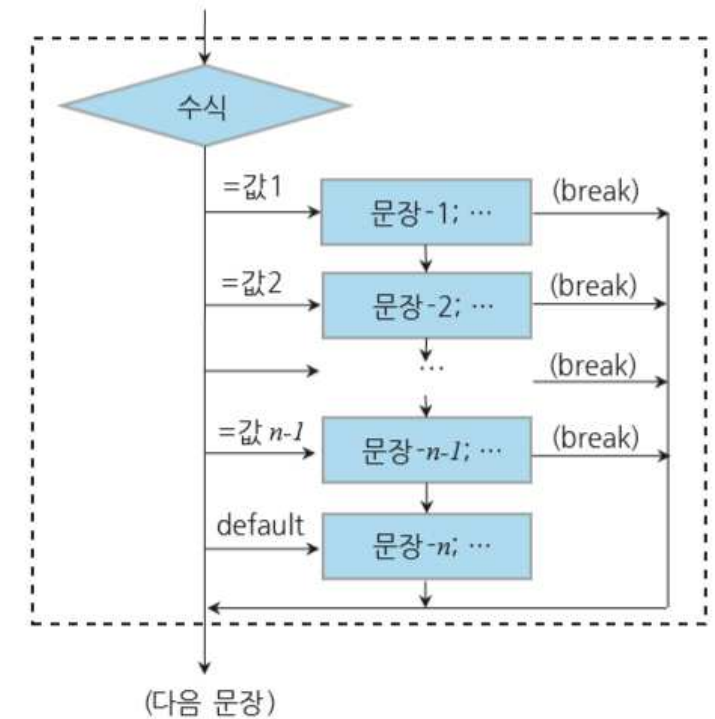 수식
=값1
문장-1; …
(break)
=값2
문장-2; …
(break)
…
(break)
=값 n-1
문장-n-1; …
(break)
default
문장-n; …
(다음 문장)